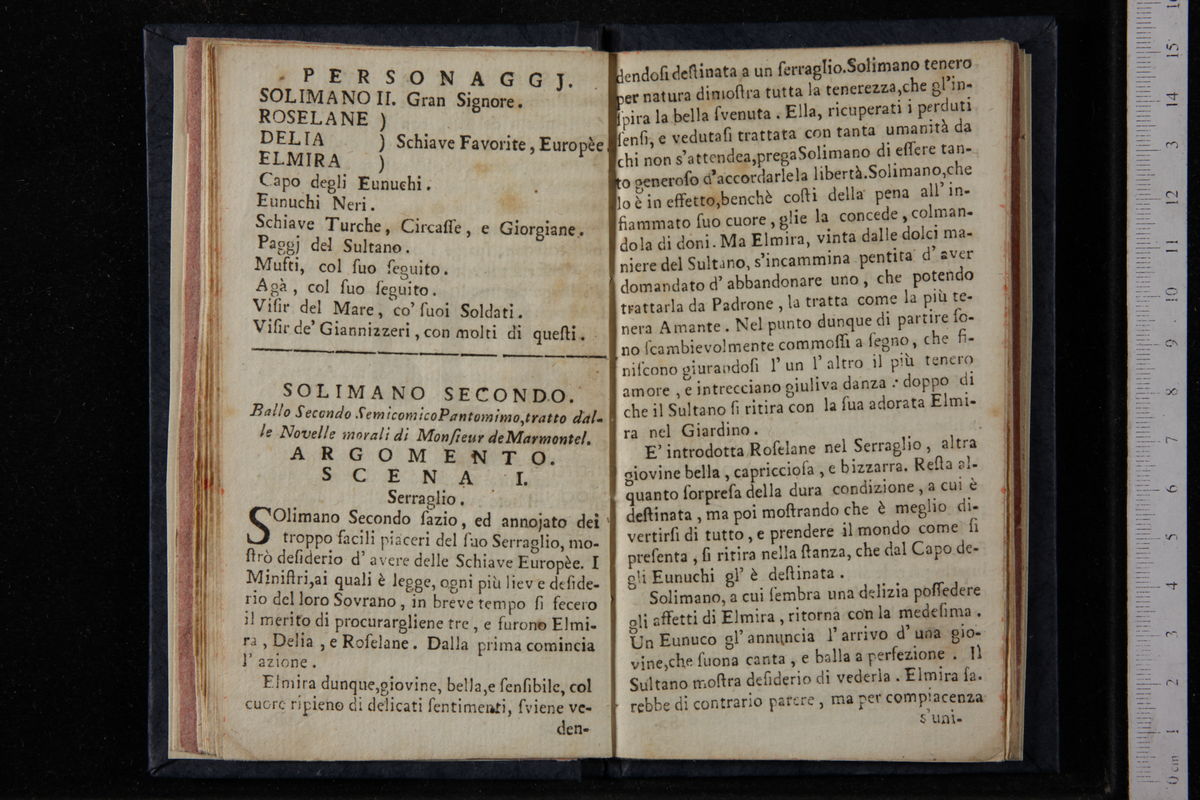 PERSONAGGJ.
SOLIMANO II. Gran Signore.
ROSELANE )
DELIA ) Schiave Favorite, Europèe.
ELMIRA )
Capo degli Eunuchi.
Eunuchi Neri.
Schiave Turche, Circaſſe, e Giorgiane.
Paggj del Sultano.
Mufti, col ſuo ſeguito.
Agà, col ſuo ſeguito.
Viſir del Mare, co' ſuoi Soldati.
Viſir de' Giannizzeri, con molti di queſti.
SOLIMANO SECONDO.
Ballo Secondo Semicomico Pantomimo, tratto dal-
le Novelle morali di Monſieur de Marmontel.
ARGOMENTO.
SCENA I.
Serraglio.
SOlimano Secondo ſazio, ed annojato dei
troppo facili piaceri del ſuo Serraglio, mo-
ſtrò deſiderio d' avere delle Schiave Europèe. I
Miniſtri, ai quali è legge, ogni più lieve deſide-
rio del loro Sovrano, in breve tempo ſi fecero
il merito di procurargliene tre, e furono Elmi-
ra, Delia, e Roſelane. Dalla prima comincia
l' azione.
Elmira dunque, giovine, bella, e ſenſibile, col
cuore ripieno di delicati ſentimenti, ſviene ve-
den-
dendoſi deſtinata a un ſerraglio. Solimano tenero
per natura dimoſtra tutta la tenerezza, che gl' in-
ſpira la bella ſvenuta. Ella, ricuperati i perduti
ſenſi, e vedutaſi trattata con tanta umanità da
chi non s' attendea, prega Solimano di eſſere tan-
to generoſo d' accordarle la libertà. Solimano, che
lo è in effetto, benchè coſti della pena all' in-
fiammato ſuo cuore, glie la concede, colman-
dola di doni. Ma Elmira, vinta dalle dolci ma-
niere del Sultano, s' incammina pentita d' aver
domandato d' abbandonare uno, che potendo
trattarla da Padrone, la tratta come la più te-
nera Amante. Nel punto dunque di partire ſo-
no ſcambievolmente commoſſi a ſegno, che fi-
niſcono giurandoſi l' un l' altro il più tenero
amore, e intrecciano giuliva danza: doppo di
che il Sultano ſi ritira con la ſua adorata Elmi-
ra nel Giardino.
E' introdotta Roſelane nel Serraglio, altra
giovine bella, capriccioſa, e bizzarra. Reſta al-
quanto ſorpreſa della dura condizione, a cui è
deſtinata, ma poi moſtrando che è meglio di-
vertirſi di tutto, e prendere il mondo come ſi
preſenta, ſi ritira nella ſtanza, che dal Capo de-
gli Eunuchi gl' è deſtinata.
Solimano, a cui ſembra una delizia poſſedere
gli affetti di Elmira, ritorna con la medeſima.
Un Eunuco gl' annuncia l' arrivo d' una gio-
vine, che ſuona canta, e balla a perfezione. Il
Sultano moſtra deſiderio di vederla. Elmira ſa-
rebbe di contrario parere, ma per compiacenza
s' uni-